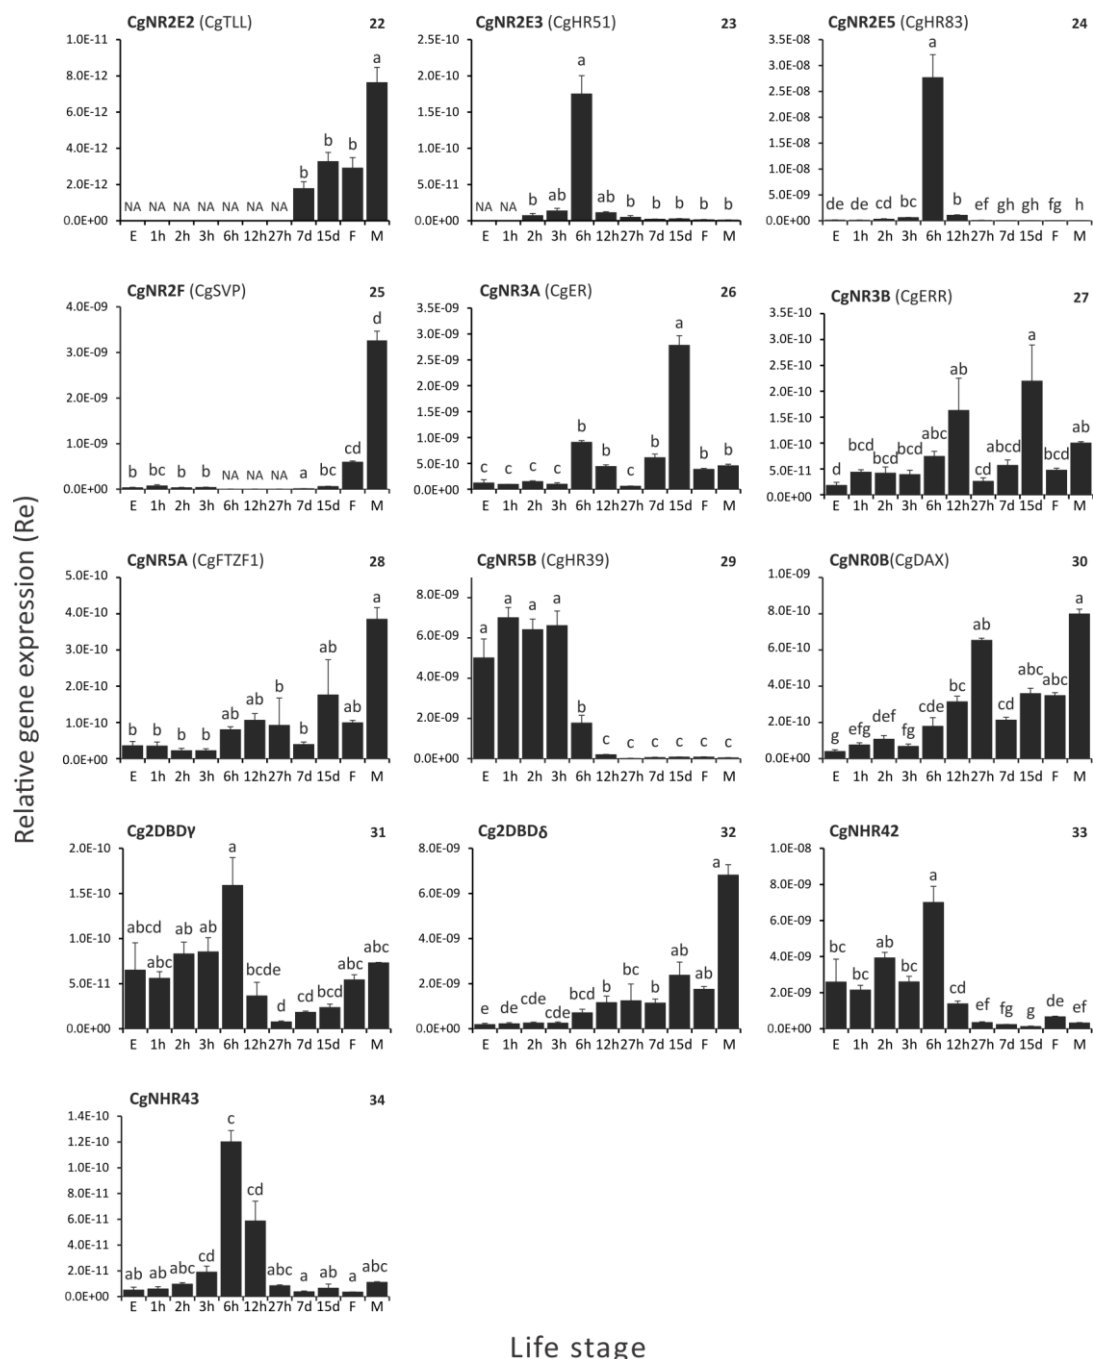 CgNR2E2 (CgTLL) 22
1.0E-11
8.0E-12
6.0E-12
4.0E-12
2.0E-12
0.0E+00
NA NA NA NA NA NA NA b b b a
E 1h 2h 3h 6h 12h 27h 7d 15d F M
CgNR2E3 (CgHR51) 23
2.5E-10
2.0E-10
1.5E-10
1.0E-10
5.0E-11
0.0E+00
NA NA b ab a ab b b b b b
E 1h 2h 3h 6h 12h 27h 7d 15d F M
CgNR2E5 (CgHR83) 24
3.5E-08
3.0E-08
2.5E-08
2.0E-08
1.5E-08
1.0E-08
5.0E-09
0.0E+00
de de cd bc a b ef gh gh fg h
E 1h 2h 3h 6h 12h 27h 7d 15d F M
CgNR2F (CgSVP) 25
4.0E-09
3.0E-09
2.0E-09
1.0E-09
0.0E+00
b bc b b NA NA NA a bc cd d
E 1h 2h 3h 6h 12h 27h 7d 15d F M
CgNR3A (CgER) 26
3.5E-09
3.0E-09
2.5E-09
2.0E-09
1.5E-09
1.0E-09
5.0E-10
0.0E+00
c c c c b b c b a b b
E 1h 2h 3h 6h 12h 27h 7d 15d F M
CgNR3B (CgERR) 27
3.5E-10
3.0E-10
2.5E-10
2.0E-10
1.5E-10
1.0E-10
5.0E-11
0.0E+00
d bcd bcd bcd abc ab cd abcd a bcd ab
E 1h 2h 3h 6h 12h 27h 7d 15d F M
CgNR5A (CgFTZF1) 28
5.0E-10
4.0E-10
3.0E-10
2.0E-10
1.0E-10
0.0E+00
b b b b ab ab b b ab ab a
E 1h 2h 3h 6h 12h 27h 7d 15d F M
CgNR5B (CgHR39) 29
8.0E-09
6.0E-09
4.0E-09
2.0E-09
0.0E+00
a a a a b c c c c c c
E 1h 2h 3h 6h 12h 27h 7d 15d F M
CgNR0B(CgDAX) 30
1.0E-09
8.0E-10
6.0E-10
4.0E-10
2.0E-10
0.0E+00
g efg def fg cde bc ab cd abc abc a
E 1h 2h 3h 6h 12h 27h 7d 15d F M
Cg2DBDγ 31
2.0E-10
1.5E-10
1.0E-10
5.0E-11
0.0E+00
abcd abc ab ab a bcde d cd bcd abc abc
E 1h 2h 3h 6h 12h 27h 7d 15d F M
Cg2DBDδ 32
8.0E-09
6.0E-09
4.0E-09
2.0E-09
0.0E+00
e de cde cde bcd b bc b ab ab a
E 1h 2h 3h 6h 12h 27h 7d 15d F M
CgNHR42 33
1.0E-08
8.0E-09
6.0E-09
4.0E-09
2.0E-09
0.0E+00
bc bc ab bc a cd ef fg g de ef
E 1h 2h 3h 6h 12h 27h 7d 15d F M
CgNHR43 34
1.4E-10
1.2E-10
1.0E-10
8.0E-11
6.0E-11
4.0E-11
2.0E-11
0.0E+00
ab ab abc cd c cd abc a ab a abc
E 1h 2h 3h 6h 12h 27h 7d 15d F M
Relative gene expression (Re)
Life stage